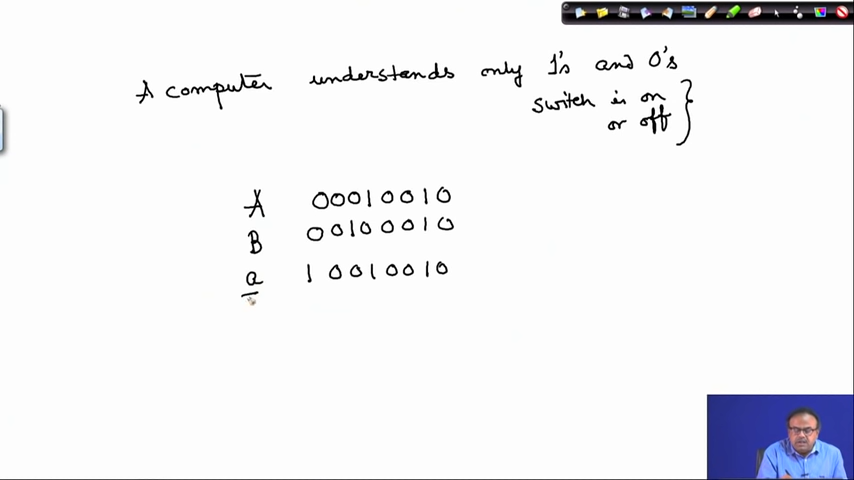 A computer understands only 1's and 0's
switch is on
or off
A 00010010
B 00100010
a 10010010